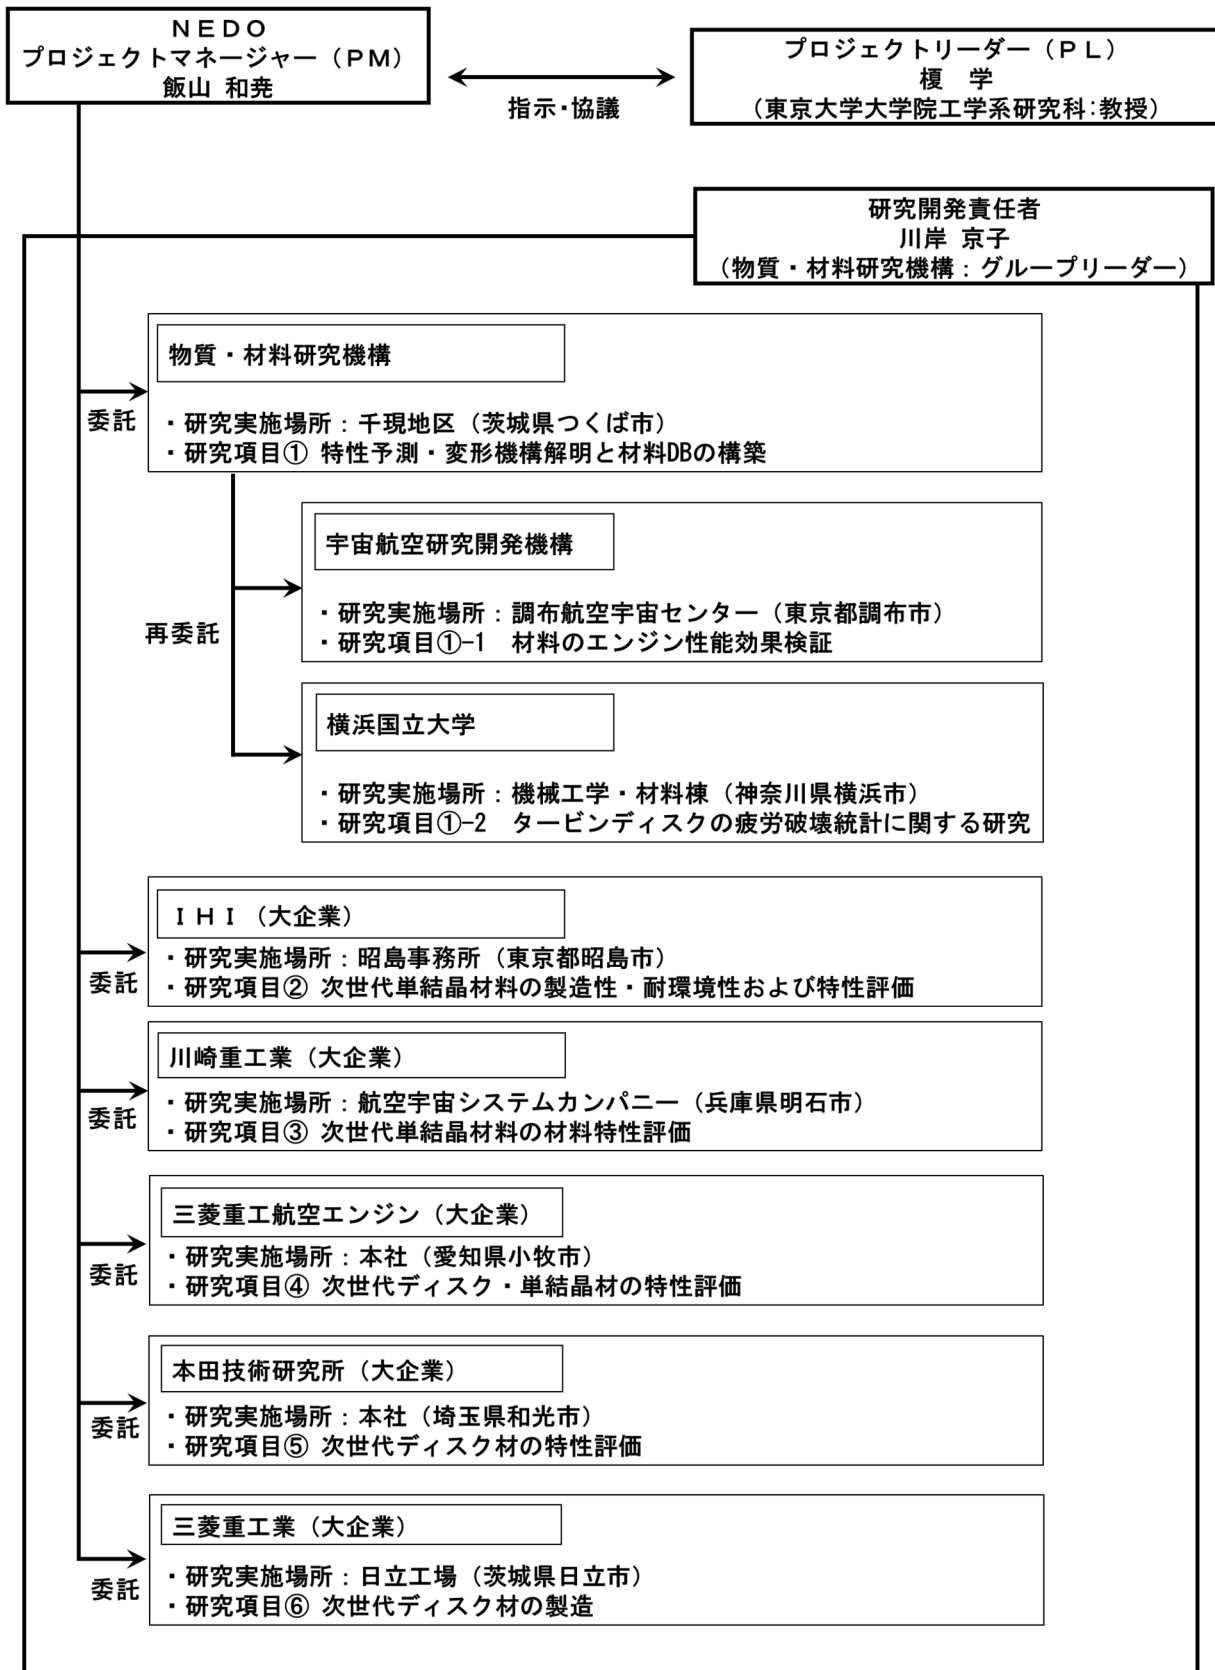 ＮＥＤＯ
プロジェクトマネージャー（ＰＭ）
飯山 和尭
指示・協議
プロジェクトリーダー（ＰＬ）
榎　学
（東京大学大学院工学系研究科：教授）
研究開発責任者
川岸 京子
（物質・材料研究機構：グループリーダー）
委託
物質・材料研究機構
・研究実施場所：千現地区（茨城県つくば市）
・研究項目① 特性予測・変形機構解明と材料DBの構築
再委託
宇宙航空研究開発機構
・研究実施場所：調布航空宇宙センター（東京都調布市）
・研究項目①-1　材料のエンジン性能効果検証
横浜国立大学
・研究実施場所：機械工学・材料棟（神奈川県横浜市）
・研究項目①-2　タービンディスクの疲労破壊統計に関する研究
委託
ＩＨＩ（大企業）
・研究実施場所：昭島事務所（東京都昭島市）
・研究項目② 次世代単結晶材料の製造性・耐環境性および特性評価
委託
川崎重工業（大企業）
・研究実施場所：航空宇宙システムカンパニー（兵庫県明石市）
・研究項目③ 次世代単結晶材料の材料特性評価
委託
三菱重工航空エンジン（大企業）
・研究実施場所：本社（愛知県小牧市）
・研究項目④ 次世代ディスク・単結晶材の特性評価
委託
本田技術研究所（大企業）
・研究実施場所：本社（埼玉県和光市）
・研究項目⑤ 次世代ディスク材の特性評価
委託
三菱重工業（大企業）
・研究実施場所：日立工場（茨城県日立市）
・研究項目⑥ 次世代ディスク材の製造